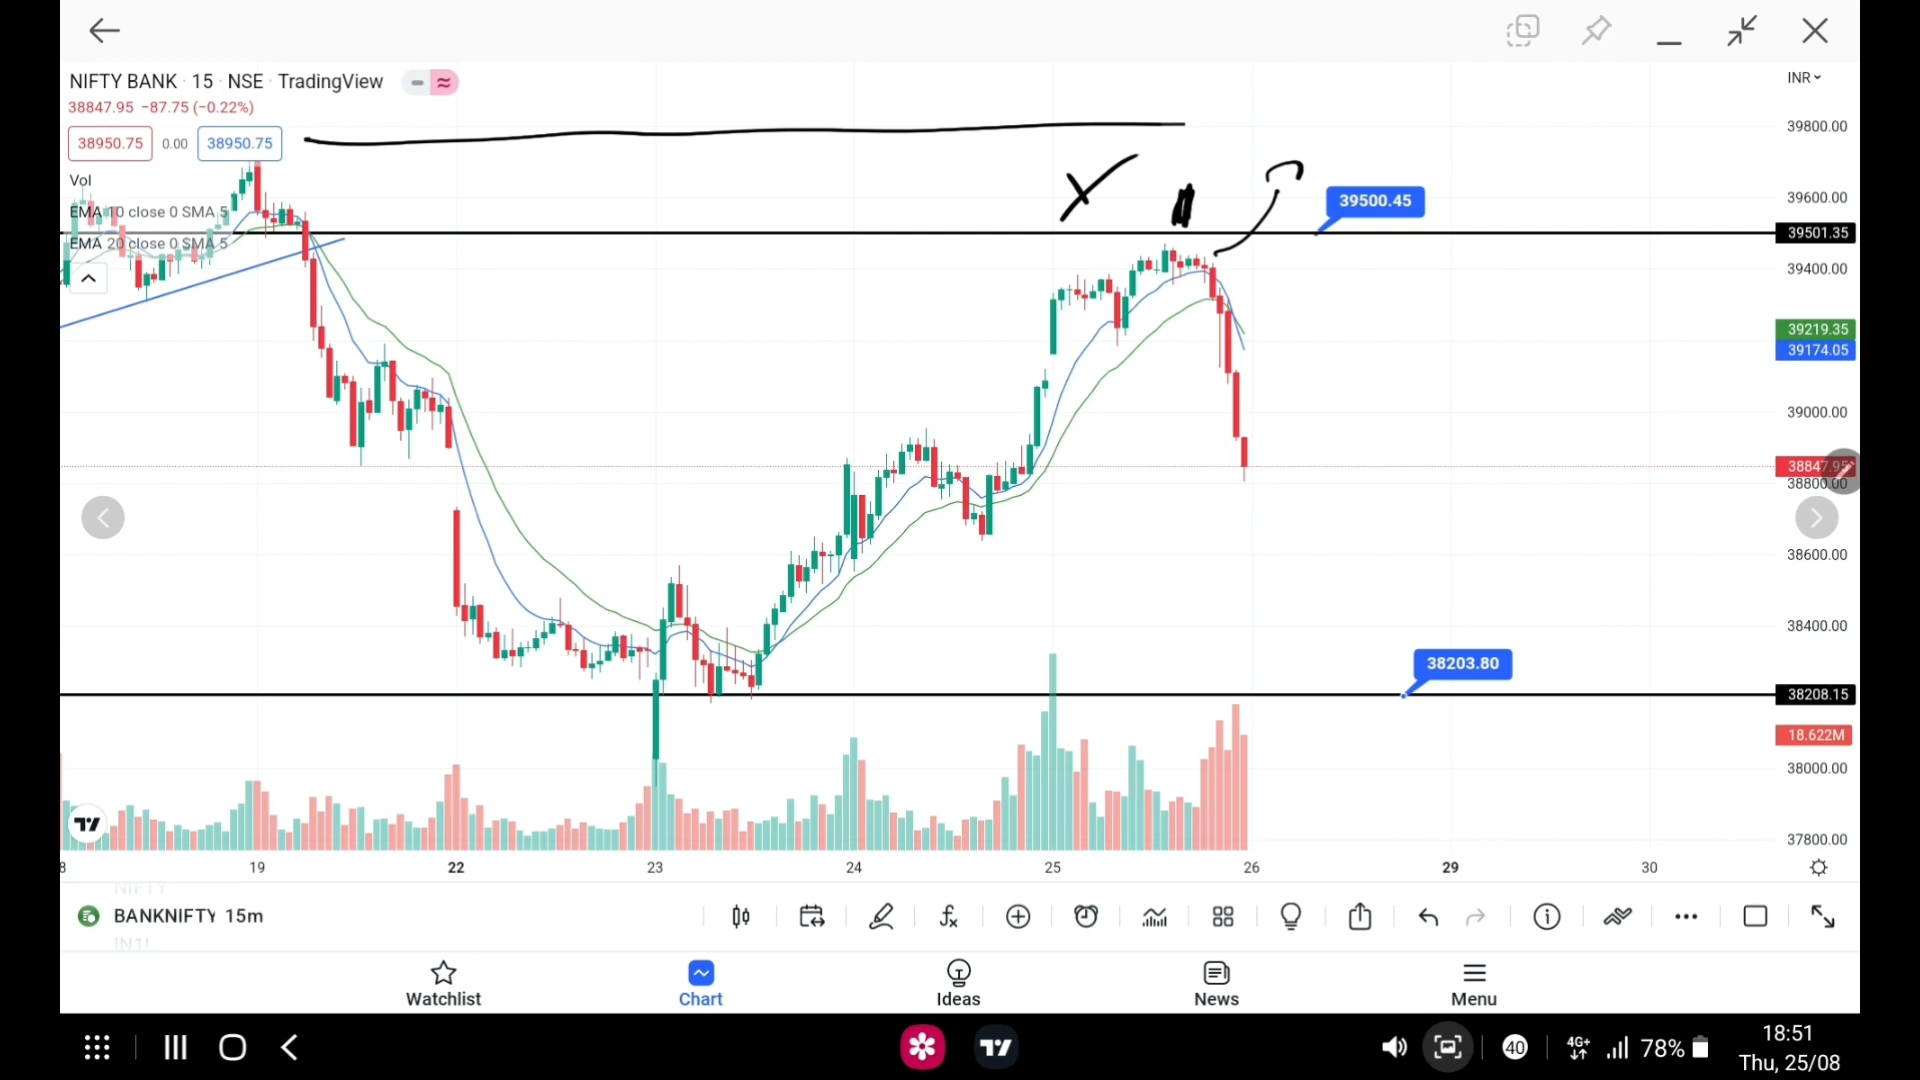 NIFTY BANK · 15 · NSE · TradingView
INR
38847.95 −87.75 (−0.22%)
38950.75 0.00 38950.75
Vol
EMA 10 close 0 SMA 5
EMA 20 close 0 SMA 5
39500.45
38203.80
39800.00
39600.00
39501.35
39400.00
39219.35
39174.05
39000.00
38847.95
38800.00
38600.00
38400.00
38208.15
18.622M
38000.00
37800.00
19 22 23 24 25 26 29 30
NIFTY
BANKNIFTY 15m
Watchlist Chart Ideas News Menu
40 4G+ 78% 18:51
Thu, 25/08